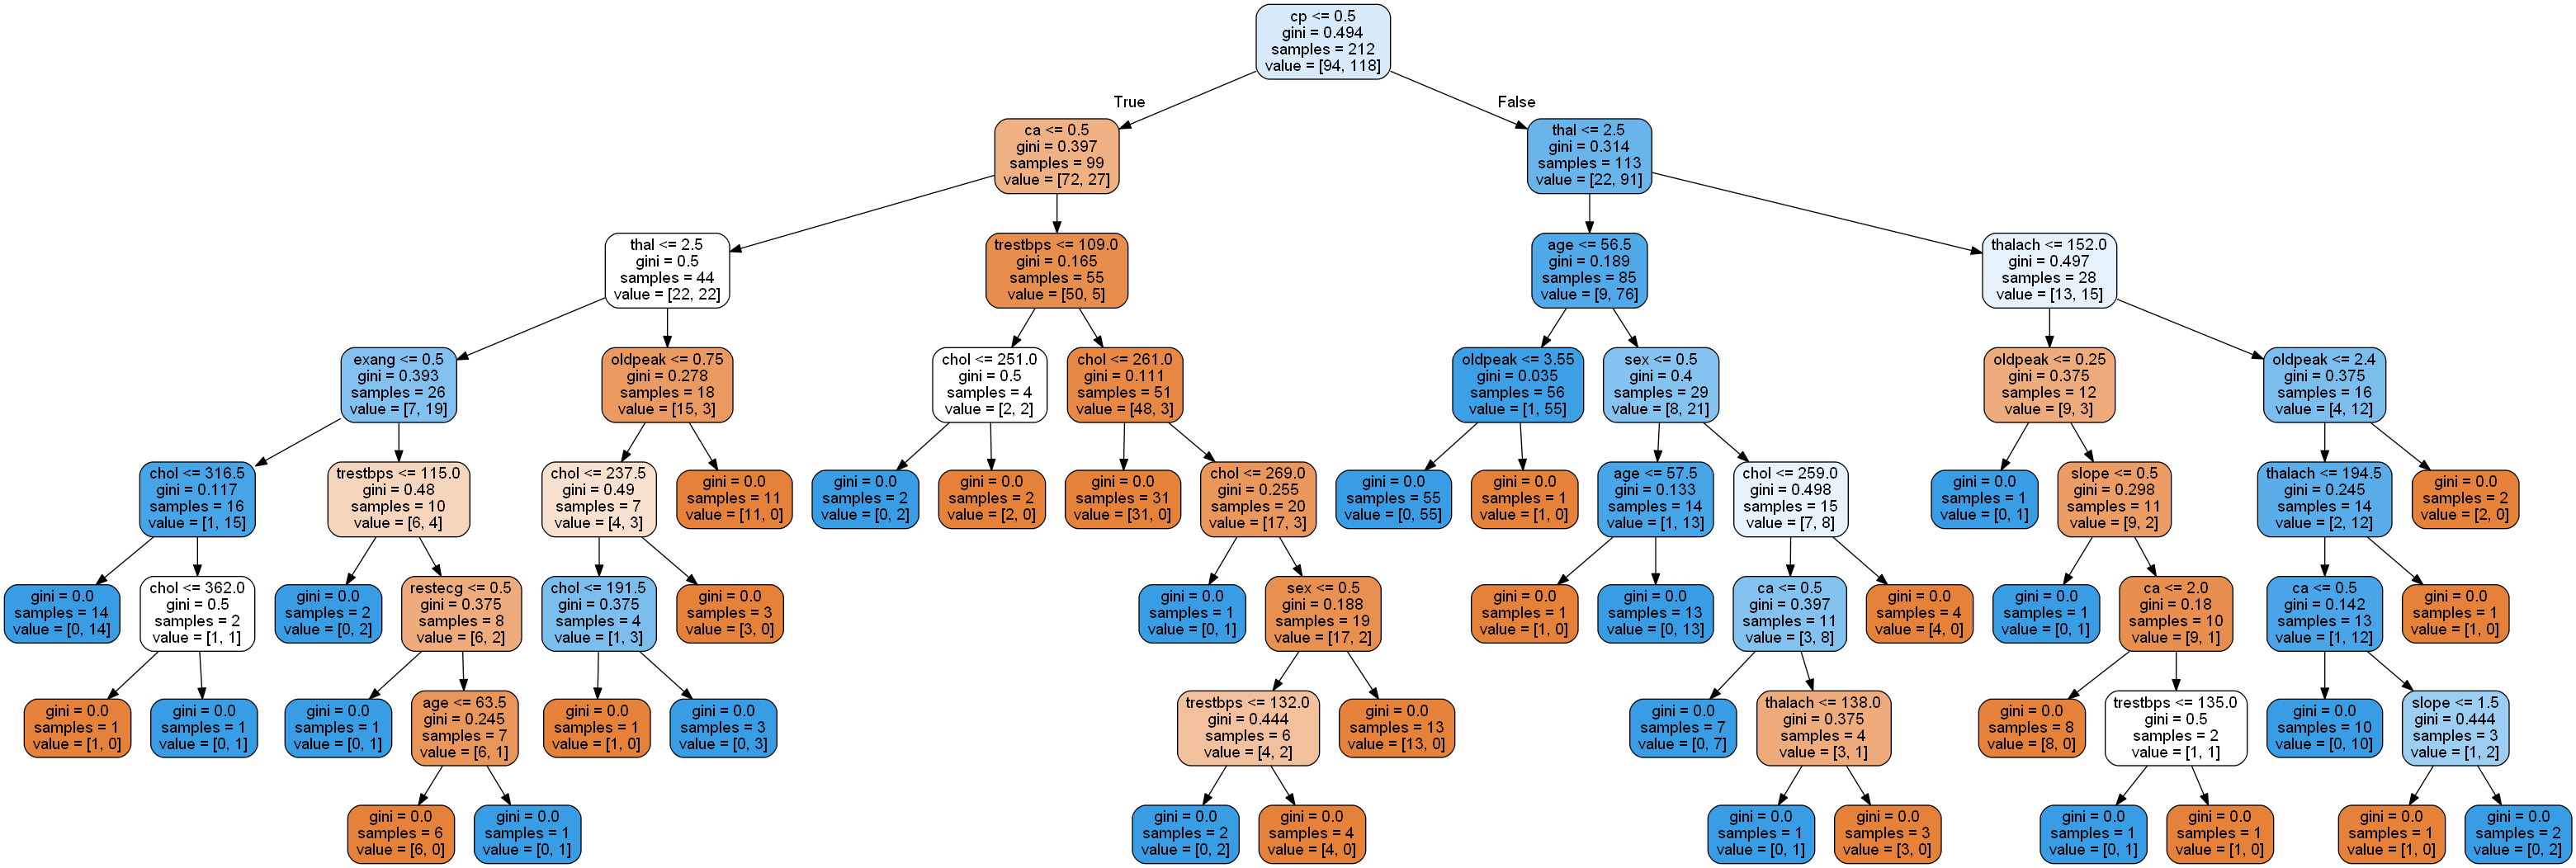 cp <= 0.5
gini = 0.494
samples = 212
value = [94, 118]
True
False
ca <= 0.5
gini = 0.397
samples = 99
value = [72, 27]
thal <= 2.5
gini = 0.314
samples = 113
value = [22, 91]
thal <= 2.5
gini = 0.5
samples = 44
value = [22, 22]
trestbps <= 109.0
gini = 0.165
samples = 55
value = [50, 5]
age <= 56.5
gini = 0.189
samples = 85
value = [9, 76]
thalach <= 152.0
gini = 0.497
samples = 28
value = [13, 15]
exang <= 0.5
gini = 0.393
samples = 26
value = [7, 19]
oldpeak <= 0.75
gini = 0.278
samples = 18
value = [15, 3]
chol <= 251.0
gini = 0.5
samples = 4
value = [2, 2]
chol <= 261.0
gini = 0.111
samples = 51
value = [48, 3]
oldpeak <= 3.55
gini = 0.035
samples = 56
value = [1, 55]
sex <= 0.5
gini = 0.4
samples = 29
value = [8, 21]
oldpeak <= 0.25
gini = 0.375
samples = 12
value = [9, 3]
oldpeak <= 2.4
gini = 0.375
samples = 16
value = [4, 12]
chol <= 316.5
gini = 0.117
samples = 16
value = [1, 15]
trestbps <= 115.0
gini = 0.48
samples = 10
value = [6, 4]
chol <= 237.5
gini = 0.49
samples = 7
value = [4, 3]
gini = 0.0
samples = 11
value = [11, 0]
gini = 0.0
samples = 2
value = [0, 2]
gini = 0.0
samples = 2
value = [2, 0]
gini = 0.0
samples = 31
value = [31, 0]
chol <= 269.0
gini = 0.255
samples = 20
value = [17, 3]
gini = 0.0
samples = 55
value = [0, 55]
gini = 0.0
samples = 1
value = [1, 0]
age <= 57.5
gini = 0.133
samples = 14
value = [1, 13]
chol <= 259.0
gini = 0.498
samples = 15
value = [7, 8]
gini = 0.0
samples = 1
value = [0, 1]
slope <= 0.5
gini = 0.298
samples = 11
value = [9, 2]
thalach <= 194.5
gini = 0.245
samples = 14
value = [2, 12]
gini = 0.0
samples = 2
value = [2, 0]
gini = 0.0
samples = 14
value = [0, 14]
chol <= 362.0
gini = 0.5
samples = 2
value = [1, 1]
gini = 0.0
samples = 2
value = [0, 2]
restecg <= 0.5
gini = 0.375
samples = 8
value = [6, 2]
chol <= 191.5
gini = 0.375
samples = 4
value = [1, 3]
gini = 0.0
samples = 3
value = [3, 0]
gini = 0.0
samples = 1
value = [0, 1]
sex <= 0.5
gini = 0.188
samples = 19
value = [17, 2]
gini = 0.0
samples = 1
value = [1, 0]
gini = 0.0
samples = 13
value = [0, 13]
ca <= 0.5
gini = 0.397
samples = 11
value = [3, 8]
gini = 0.0
samples = 4
value = [4, 0]
gini = 0.0
samples = 1
value = [0, 1]
ca <= 2.0
gini = 0.18
samples = 10
value = [9, 1]
ca <= 0.5
gini = 0.142
samples = 13
value = [1, 12]
gini = 0.0
samples = 1
value = [1, 0]
gini = 0.0
samples = 1
value = [1, 0]
gini = 0.0
samples = 1
value = [0, 1]
gini = 0.0
samples = 1
value = [0, 1]
age <= 63.5
gini = 0.245
samples = 7
value = [6, 1]
gini = 0.0
samples = 1
value = [1, 0]
gini = 0.0
samples = 3
value = [0, 3]
trestbps <= 132.0
gini = 0.444
samples = 6
value = [4, 2]
gini = 0.0
samples = 13
value = [13, 0]
gini = 0.0
samples = 7
value = [0, 7]
thalach <= 138.0
gini = 0.375
samples = 4
value = [3, 1]
gini = 0.0
samples = 8
value = [8, 0]
trestbps <= 135.0
gini = 0.5
samples = 2
value = [1, 1]
gini = 0.0
samples = 10
value = [0, 10]
slope <= 1.5
gini = 0.444
samples = 3
value = [1, 2]
gini = 0.0
samples = 6
value = [6, 0]
gini = 0.0
samples = 1
value = [0, 1]
gini = 0.0
samples = 2
value = [0, 2]
gini = 0.0
samples = 4
value = [4, 0]
gini = 0.0
samples = 1
value = [0, 1]
gini = 0.0
samples = 3
value = [3, 0]
gini = 0.0
samples = 1
value = [0, 1]
gini = 0.0
samples = 1
value = [1, 0]
gini = 0.0
samples = 1
value = [1, 0]
gini = 0.0
samples = 2
value = [0, 2]